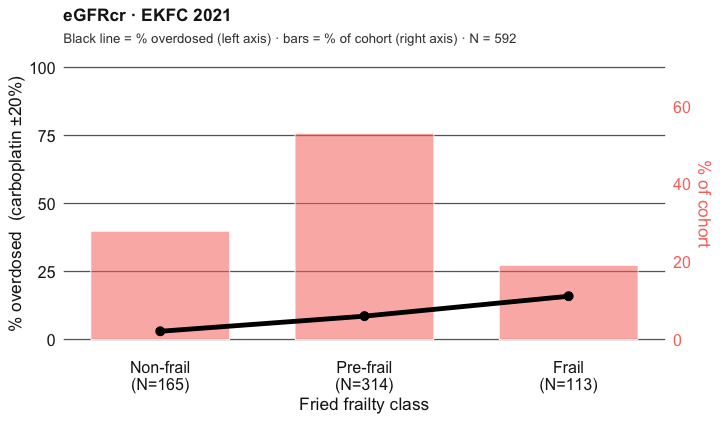 eGFRcr · EKFC 2021
Black line = % overdosed (left axis) · bars = % of cohort (right axis) · N = 592
% overdosed  (carboplatin ±20%)
100
75
50
25
0
60
40
20
0
% of cohort
Non-frail
(N=165)
Pre-frail
(N=314)
Frail
(N=113)
Fried frailty class